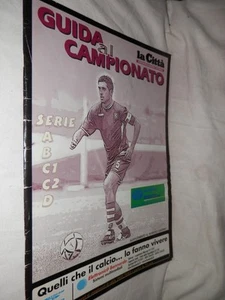 GUIDA
al
CAMPIONATO
la Città
SERIE
A
B
C1
C2
D
Quelli che il calcio... lo fanno vivere